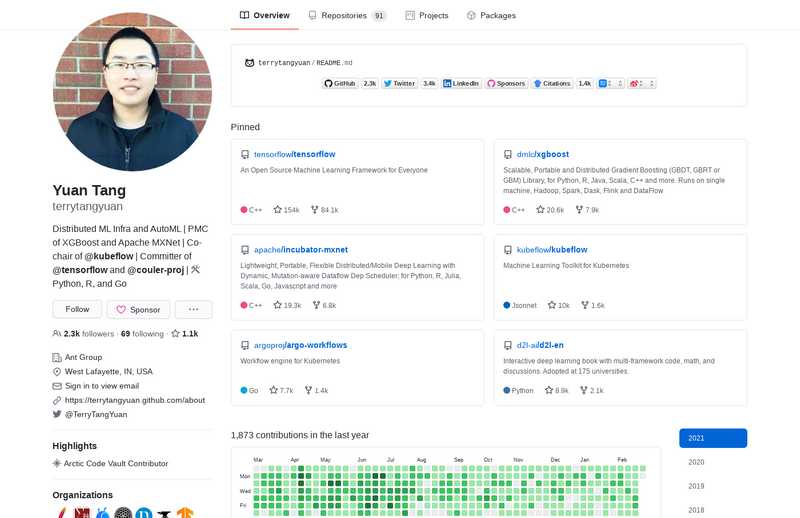 Overview
Repositories 91
Projects
Packages
terrytangyuan / README.md
GitHub 2.3k Twitter 3.4k LinkedIn Sponsors Citations 1.4k
Pinned
tensorflow/tensorflow
An Open Source Machine Learning Framework for Everyone
C++ 154k 84.1k
dmlc/xgboost
Scalable, Portable and Distributed Gradient Boosting (GBDT, GBRT or
GBM) Library, for Python, R, Java, Scala, C++ and more. Runs on single
machine, Hadoop, Spark, Dask, Flink and DataFlow
C++ 20.6k 7.9k
apache/incubator-mxnet
Lightweight, Portable, Flexible Distributed/Mobile Deep Learning with
Dynamic, Mutation-aware Dataflow Dep Scheduler; for Python, R, Julia,
Scala, Go, Javascript and more
C++ 19.3k 6.8k
kubeflow/kubeflow
Machine Learning Toolkit for Kubernetes
Jsonnet 10k 1.6k
argoproj/argo-workflows
Workflow engine for Kubernetes
Go 7.7k 1.4k
d2l-ai/d2l-en
Interactive deep learning book with multi-framework code, math, and
discussions. Adopted at 175 universities.
Python 8.9k 2.1k
Yuan Tang
terrytangyuan
Distributed ML Infra and AutoML | PMC
of XGBoost and Apache MXNet | Co-
chair of @kubeflow | Committer of
@tensorflow and @couler-proj | 🛠
Python, R, and Go
Follow
Sponsor
...
2.3k followers · 69 following · 1.1k
Ant Group
West Lafayette, IN, USA
Sign in to view email
https://terrytangyuan.github.com/about
@TerryTangYuan
Highlights
Arctic Code Vault Contributor
Organizations
1,873 contributions in the last year
Mar Apr May Jun Jul Aug Sep Oct Nov Dec Jan Feb
Mon
Wed
Fri
2021
2020
2019
2018